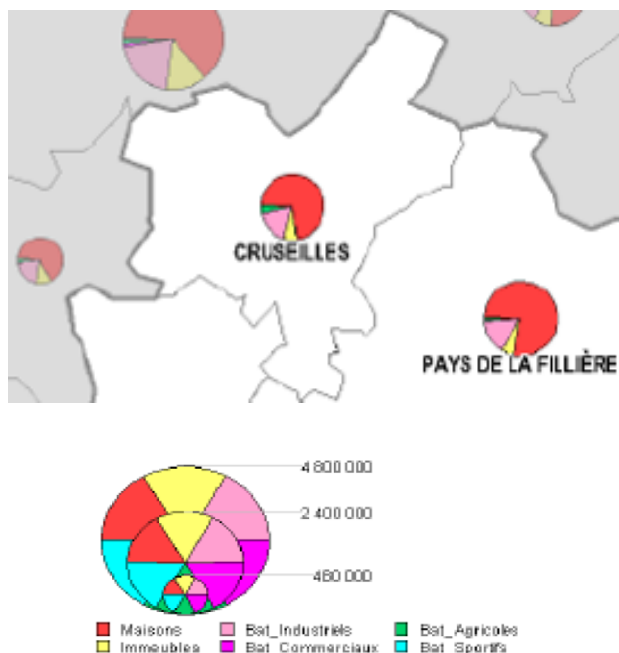 CRUSEILLES
PAYS DE LA FILLIÈRE
4 800 000
2 400 000
480 000
Maisons Bat_Industriels Bat_Agricoles
Immeubles Bat_Commerciaux Bat_Sportifs